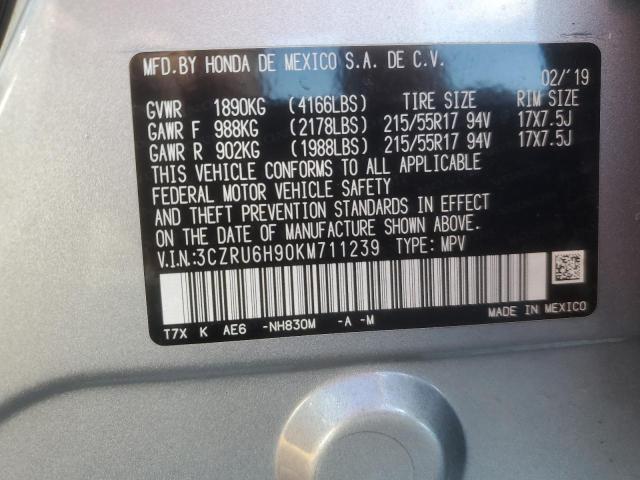 MFD.BY HONDA DE MEXICO S.A. DE C.V.
02/'19
GVWR 1890KG (4166LBS) TIRE SIZE RIM SIZE
GAWR F 988KG (2178LBS) 215/55R17 94V 17X7.5J
GAWR R 902KG (1988LBS) 215/55R17 94V 17X7.5J
THIS VEHICLE CONFORMS TO ALL APPLICABLE
FEDERAL MOTOR VEHICLE SAFETY
AND THEFT PREVENTION STANDARDS IN EFFECT
ON THE DATE OF MANUFACTURE SHOWN ABOVE.
V.I.N:3CZRU6H90KM711239 TYPE: MPV
T7X K AE6 -NH830M -A -M
MADE IN MEXICO